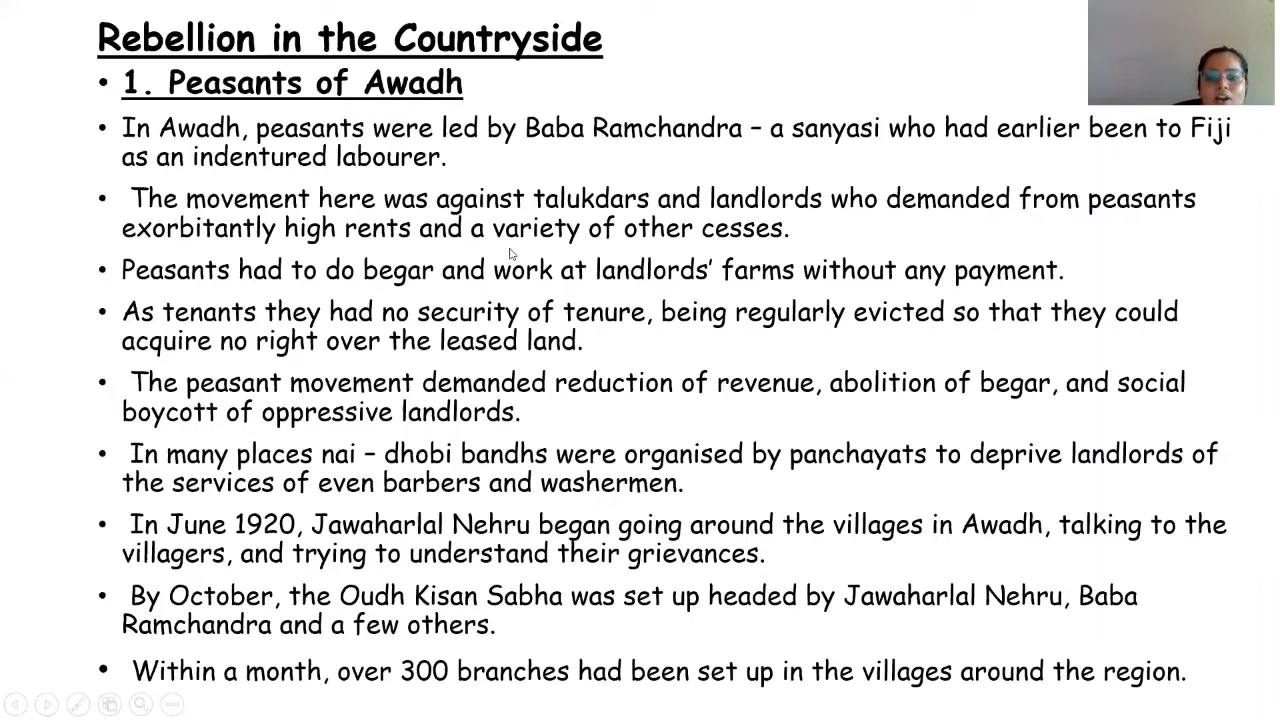 Rebellion in the Countryside
• 1. Peasants of Awadh
• In Awadh, peasants were led by Baba Ramchandra – a sanyasi who had earlier been to Fiji
as an indentured labourer.
• The movement here was against talukdars and landlords who demanded from peasants
exorbitantly high rents and a variety of other cesses.
• Peasants had to do begar and work at landlords’ farms without any payment.
• As tenants they had no security of tenure, being regularly evicted so that they could
acquire no right over the leased land.
• The peasant movement demanded reduction of revenue, abolition of begar, and social
boycott of oppressive landlords.
• In many places nai – dhobi bandhs were organised by panchayats to deprive landlords of
the services of even barbers and washermen.
• In June 1920, Jawaharlal Nehru began going around the villages in Awadh, talking to the
villagers, and trying to understand their grievances.
• By October, the Oudh Kisan Sabha was set up headed by Jawaharlal Nehru, Baba
Ramchandra and a few others.
• Within a month, over 300 branches had been set up in the villages around the region.